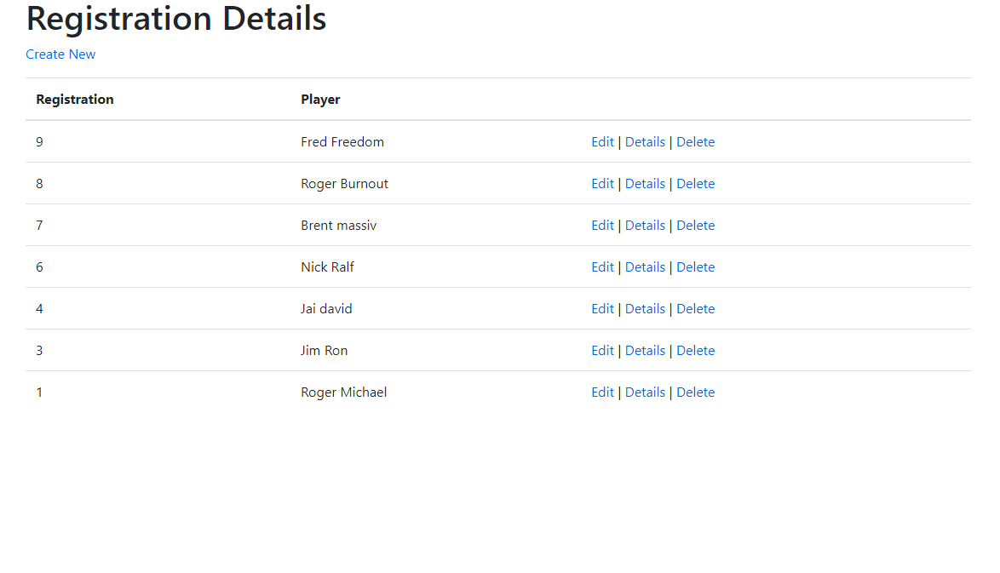 Registration Details
Create New
Registration Player
9 Fred Freedom Edit | Details | Delete
8 Roger Burnout Edit | Details | Delete
7 Brent massiv Edit | Details | Delete
6 Nick Ralf Edit | Details | Delete
4 Jai david Edit | Details | Delete
3 Jim Ron Edit | Details | Delete
1 Roger Michael Edit | Details | Delete